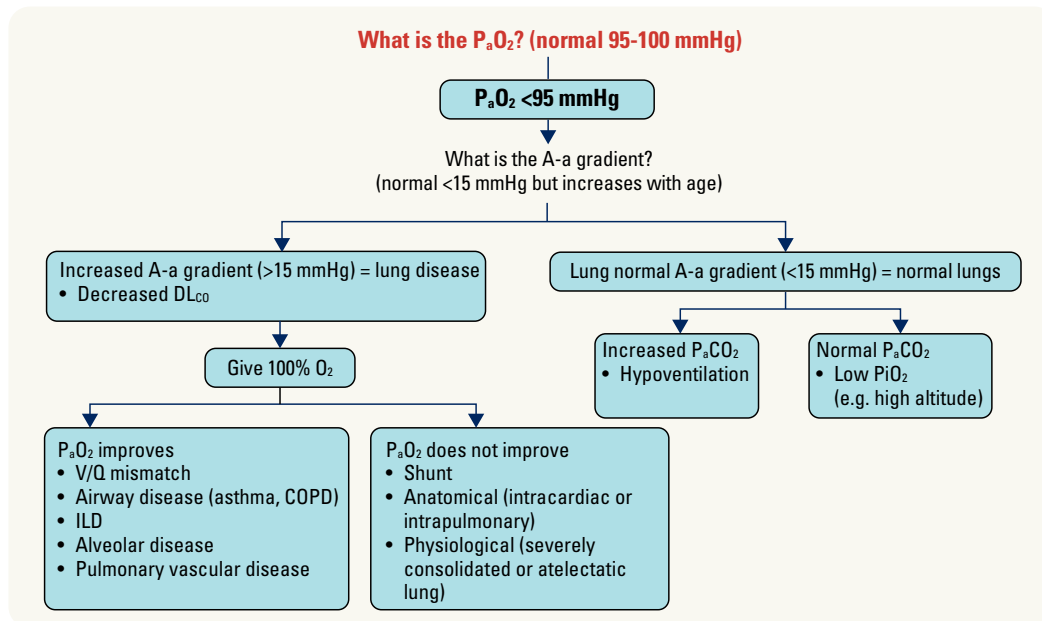 What is the PaO2? (normal 95-100 mmHg)
PaO2 <95 mmHg
What is the A-a gradient?
(normal <15 mmHg but increases with age)
Increased A-a gradient (>15 mmHg) = lung disease
• Decreased DLCO
Lung normal A-a gradient (<15 mmHg) = normal lungs
Give 100% O2
Increased PaCO2
• Hypoventilation
Normal PaCO2
• Low PiO2
(e.g. high altitude)
PaO2 improves
• V/Q mismatch
• Airway disease (asthma, COPD)
• ILD
• Alveolar disease
• Pulmonary vascular disease
PaO2 does not improve
• Shunt
• Anatomical (intracardiac or
intrapulmonary)
• Physiological (severely
consolidated or atelectatic
lung)